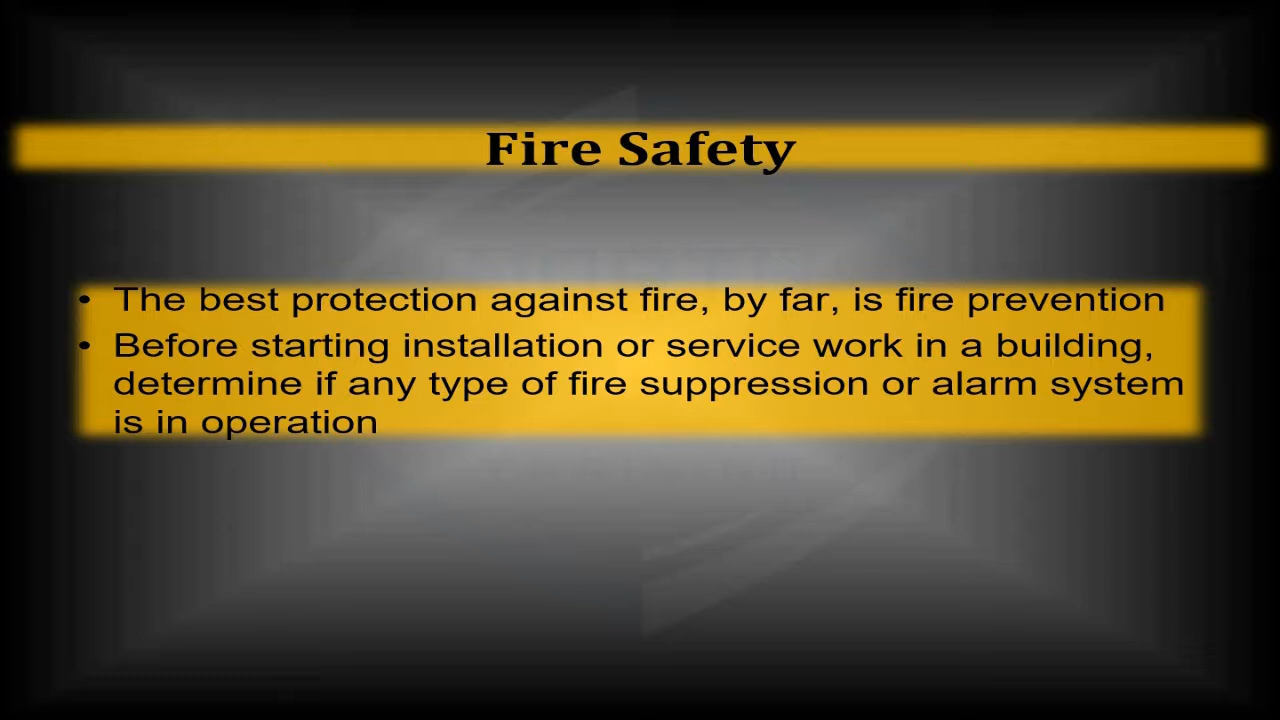 Fire Safety
• The best protection against fire, by far, is fire prevention
• Before starting installation or service work in a building,
determine if any type of fire suppression or alarm system
is in operation